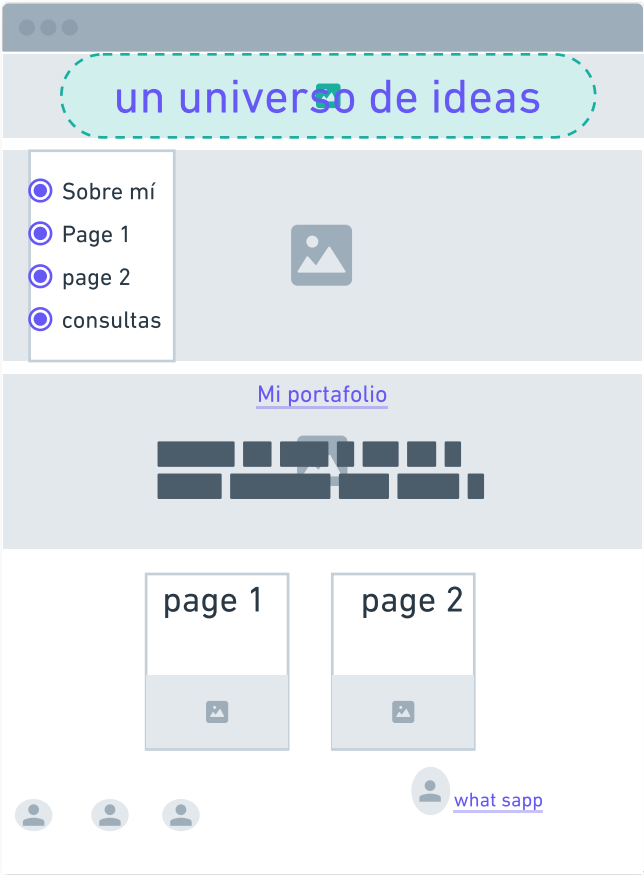 un universo de ideas
Sobre mí
Page 1
page 2
consultas
Mi portafolio
page 1
page 2
what sapp